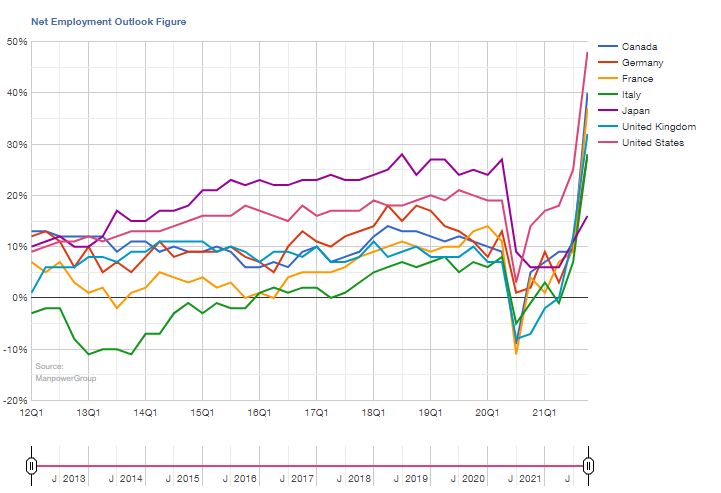 Net Employment Outlook Figure
50%
40%
30%
20%
10%
0%
-10%
-20%
Canada
Germany
France
Italy
Japan
United Kingdom
United States
Source:
ManpowerGroup
12Q1 13Q1 14Q1 15Q1 16Q1 17Q1 18Q1 19Q1 20Q1 21Q1
J 2013 J 2014 J 2015 J 2016 J 2017 J 2018 J 2019 J 2020 J 2021 J